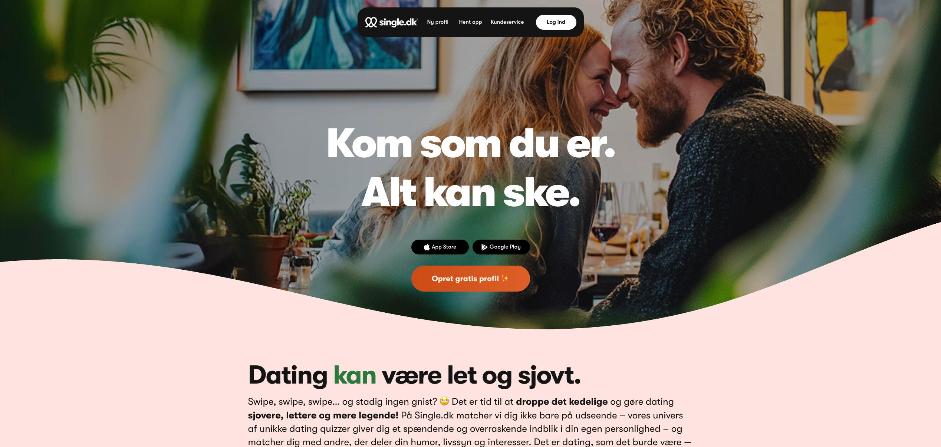 single.dk
Ny profil
Hent app
Kundeservice
Log ind
Kom som du er.
Alt kan ske.
App Store
Google Play
Opret gratis profil ✨
Dating kan være let og sjovt.
Swipe, swipe, swipe... og stadig ingen gnist? 🙄 Det er tid til at droppe det kedelige og gøre dating
sjovere, lettere og mere legende! På Single.dk matcher vi dig ikke bare på udseende – vores univers
af unikke dating quizzer giver dig et spændende og overraskende indblik i din egen personlighed – og
matcher dig med andre, der deler din humor, livssyn og interesser. Det er dating, som det burde være —